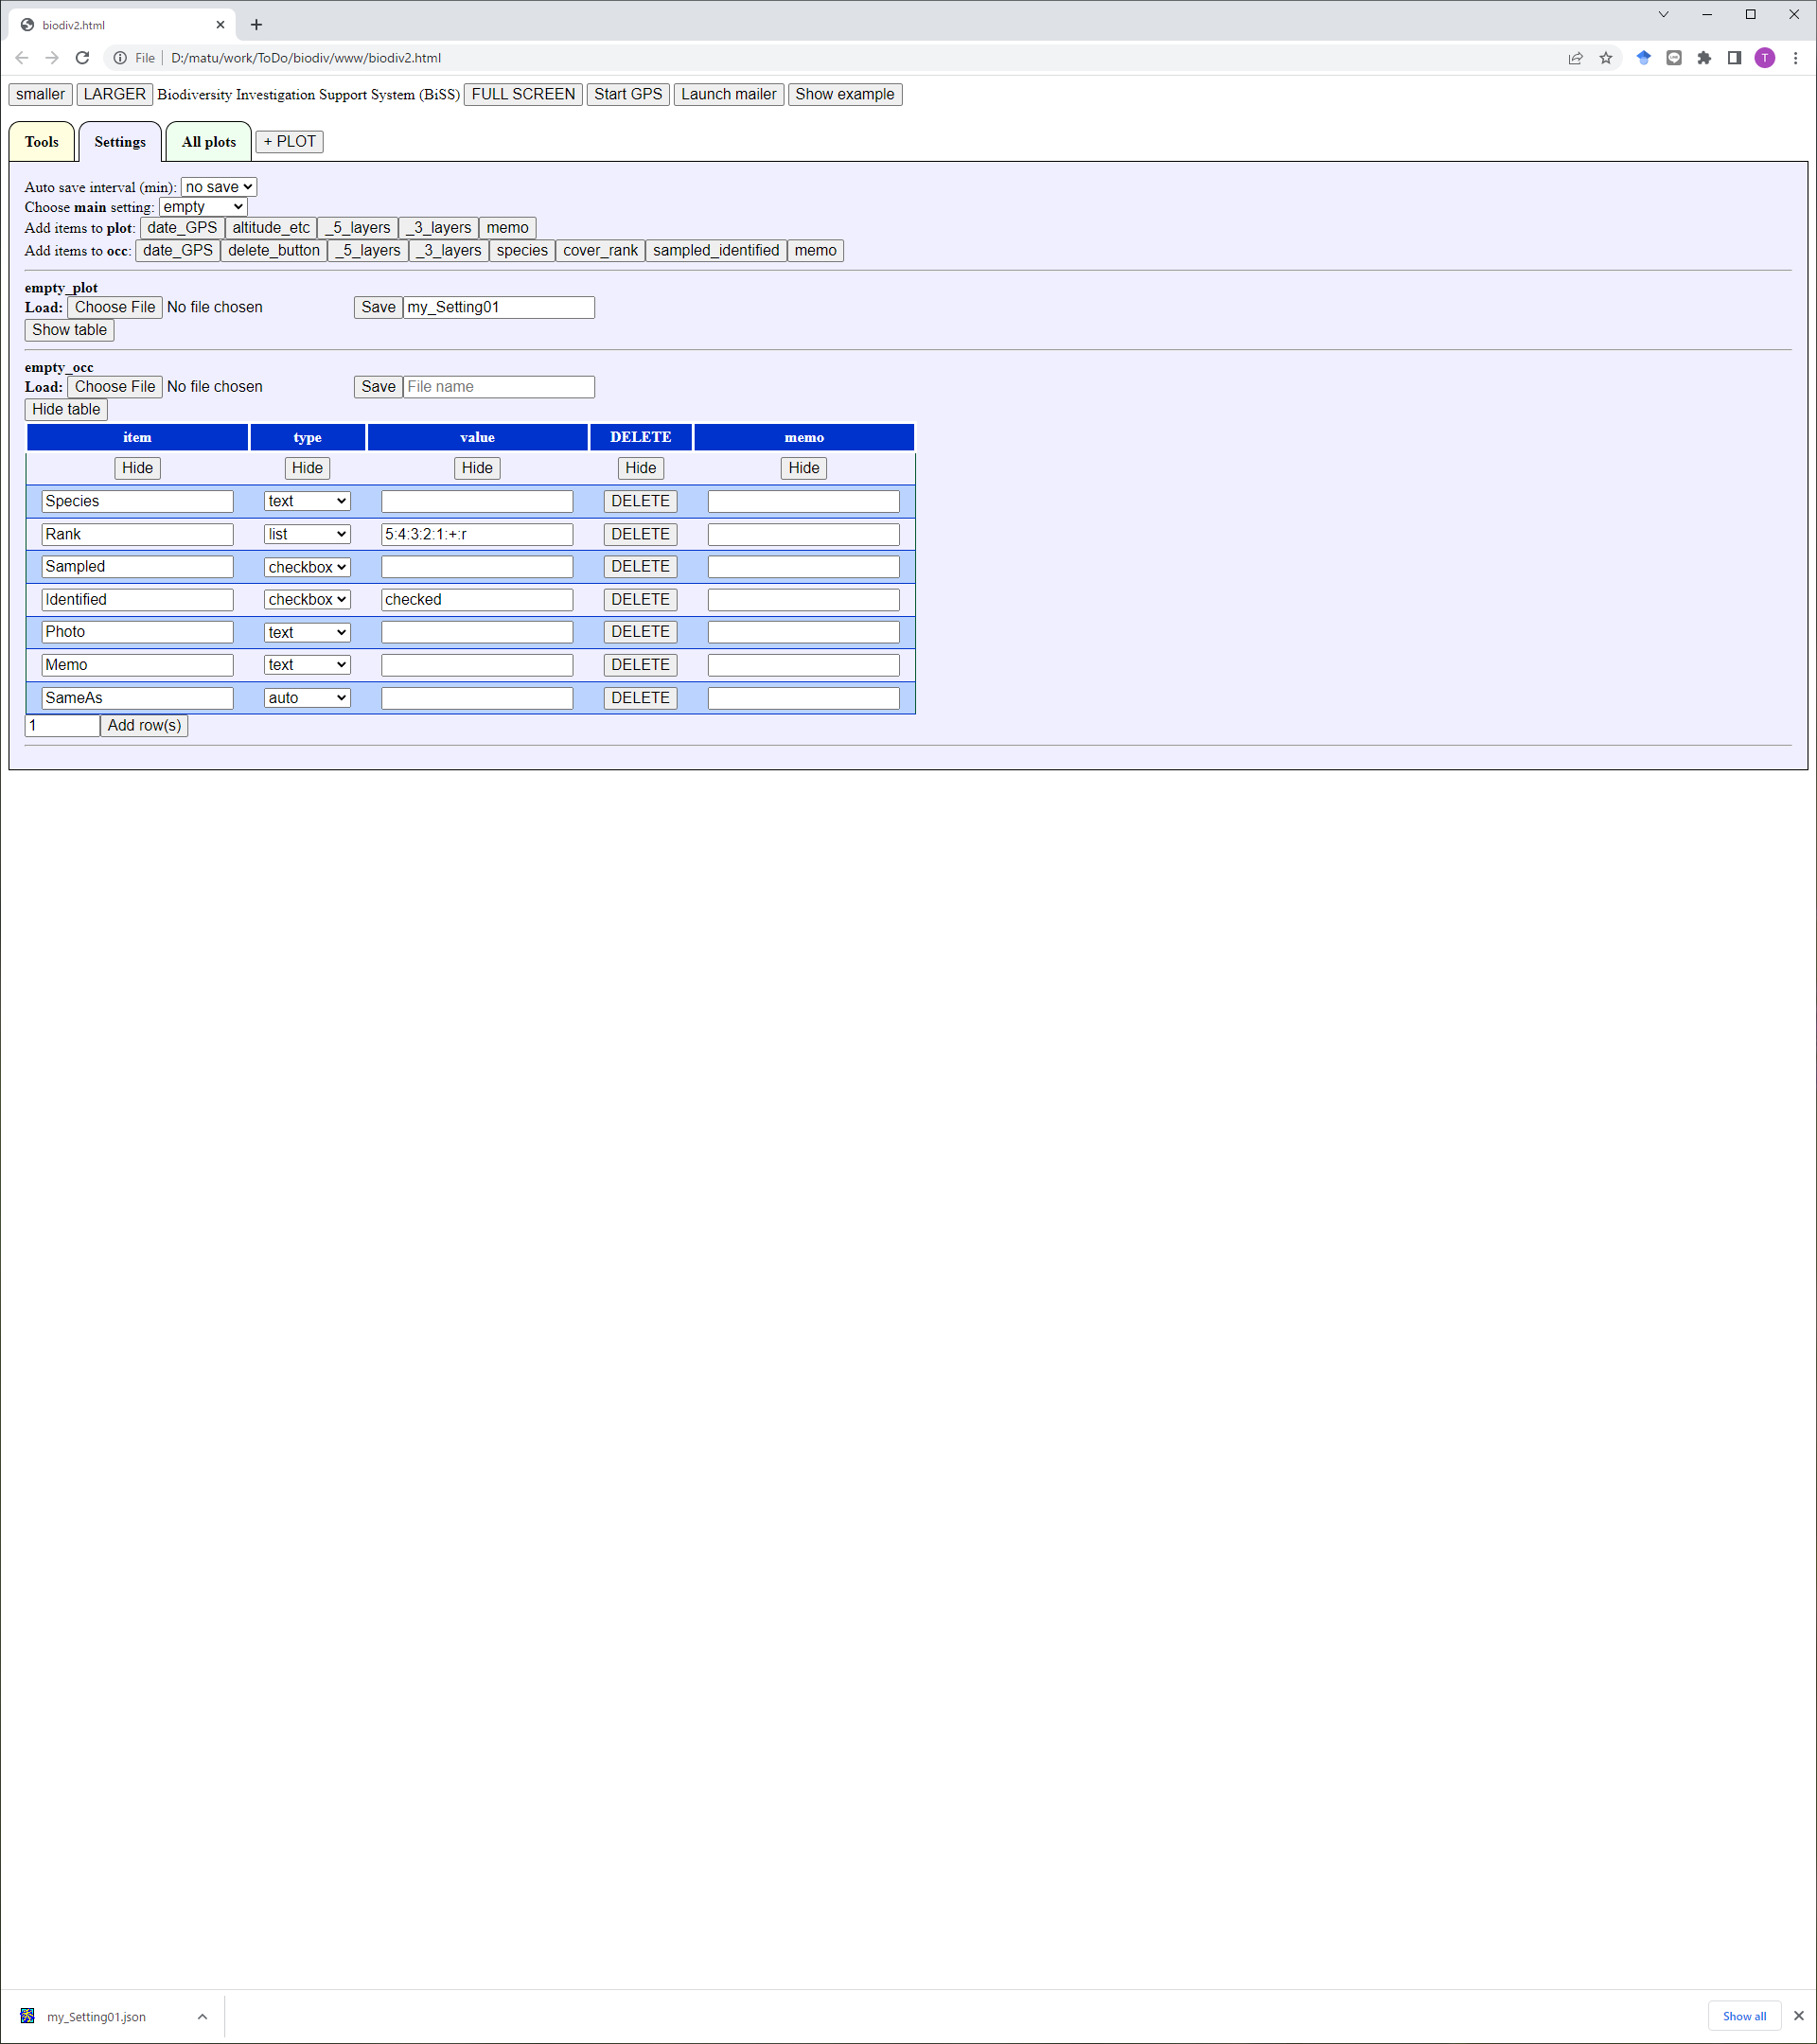 biodiv2.html
File D:/matu/work/ToDo/biodiv/www/biodiv2.html T
smaller LARGER Biodiversity Investigation Support System (BiSS) FULL SCREEN Start GPS Launch mailer Show example
Tools Settings All plots + PLOT
Auto save interval (min): no save
Choose main setting: empty
Add items to plot: date_GPS altitude_etc _5_layers _3_layers memo
Add items to occ: date_GPS delete_button _5_layers _3_layers species cover_rank sampled_identified memo
empty_plot
Load: Choose File No file chosen Save my_Setting01
Show table
empty_occ
Load: Choose File No file chosen Save File name
Hide table
item type value DELETE memo
Hide Hide Hide Hide Hide
Species text DELETE
Rank list 5:4:3:2:1:+:r DELETE
Sampled checkbox DELETE
Identified checkbox checked DELETE
Photo text DELETE
Memo text DELETE
SameAs auto DELETE
1 Add row(s)
my_Setting01.json Show all